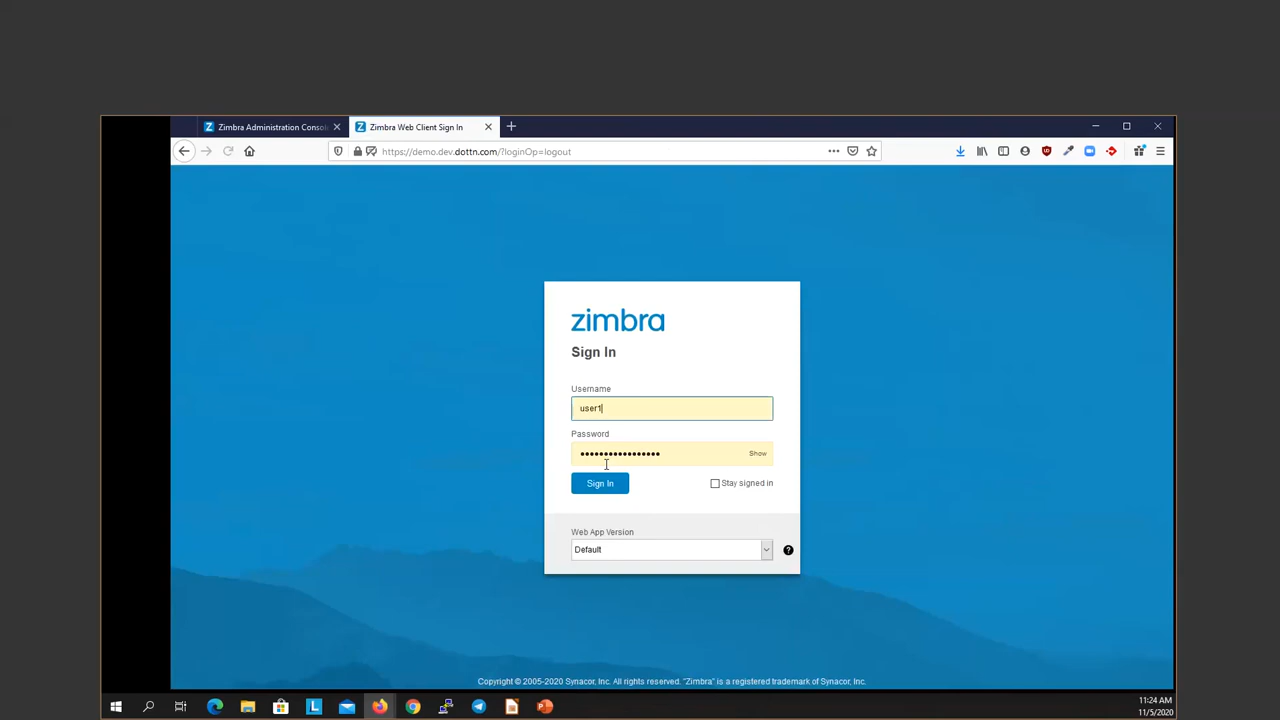 Zimbra Administration Consol
Zimbra Web Client Sign In
https://demo.dev.dottn.com/?loginOp=logout
zimbra
Sign In
Username
user1
Password
Show
Sign In
Stay signed in
Web App Version
Default
?
Copyright © 2005-2020 Synacor, Inc. All rights reserved. "Zimbra" is a registered trademark of Synacor, Inc.
11:24 AM
11/5/2020